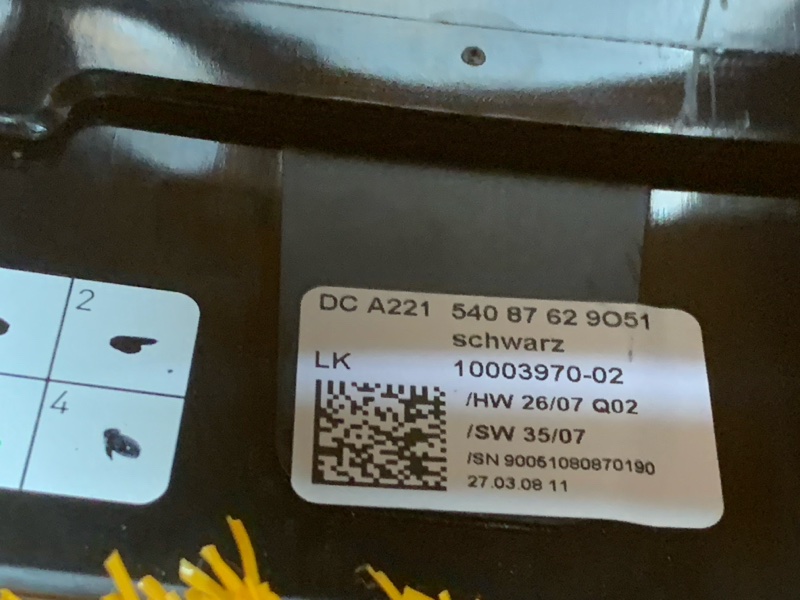 2
4
DC A221 540 87 62 9O51
schwarz
LK 10003970-02
/HW 26/07 Q02
/SW 35/07
/SN 90051080870190
27.03.08 11